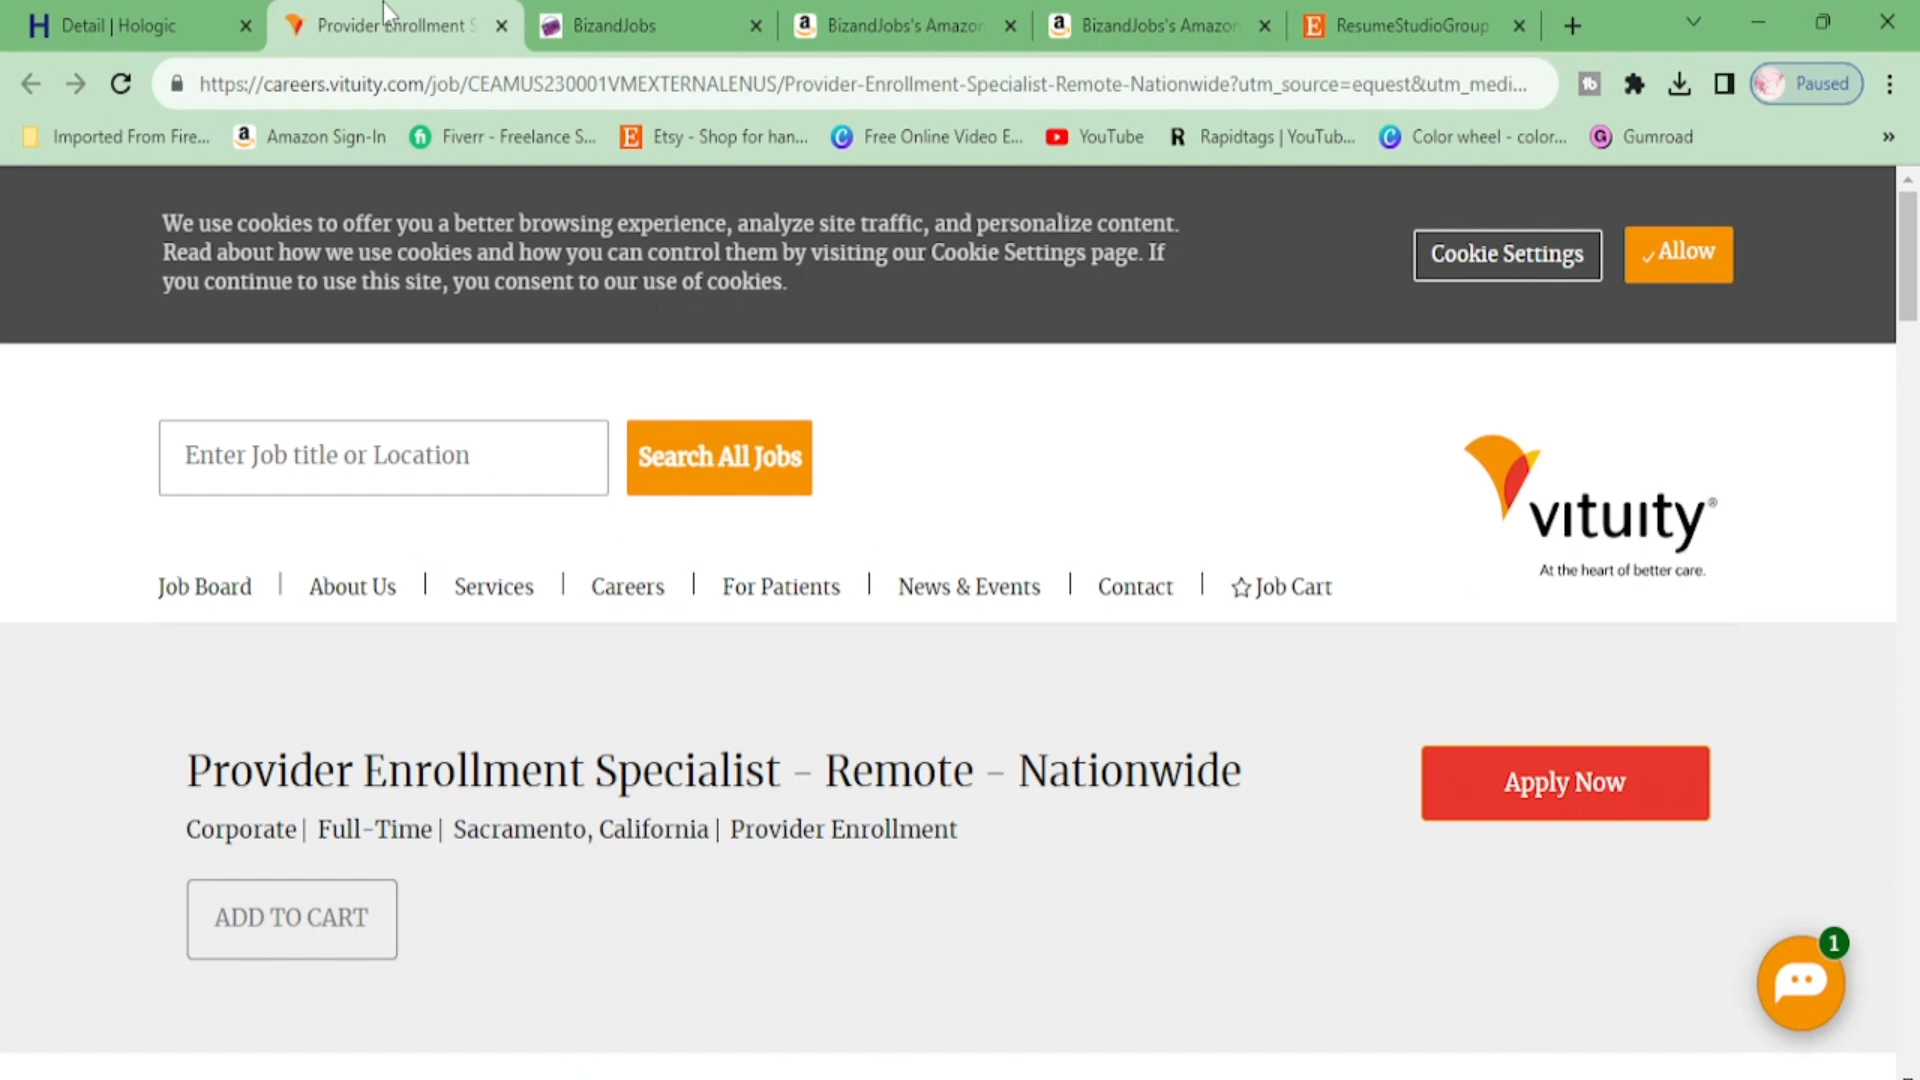 H Detail | Hologic
Provider Enrollment S
BizandJobs
BizandJobs's Amazon
BizandJobs's Amazon
ResumeStudioGroup
https://careers.vituity.com/job/CEAMUS230001VMEXTERNALENUS/Provider-Enrollment-Specialist-Remote-Nationwide?utm_source=equest&utm_medi...
Paused
Imported From Fire...
Amazon Sign-In
Fiverr - Freelance S...
Etsy - Shop for han...
Free Online Video E...
YouTube
Rapidtags | YouTub...
Color wheel - color...
Gumroad
»
We use cookies to offer you a better browsing experience, analyze site traffic, and personalize content.
Read about how we use cookies and how you can control them by visiting our Cookie Settings page. If
you continue to use this site, you consent to our use of cookies.
Cookie Settings
Allow
Enter Job title or Location
Search All Jobs
vituity®
At the heart of better care.
Job Board | About Us | Services | Careers | For Patients | News & Events | Contact | Job Cart
Provider Enrollment Specialist - Remote - Nationwide
Apply Now
Corporate | Full-Time | Sacramento, California | Provider Enrollment
ADD TO CART
1